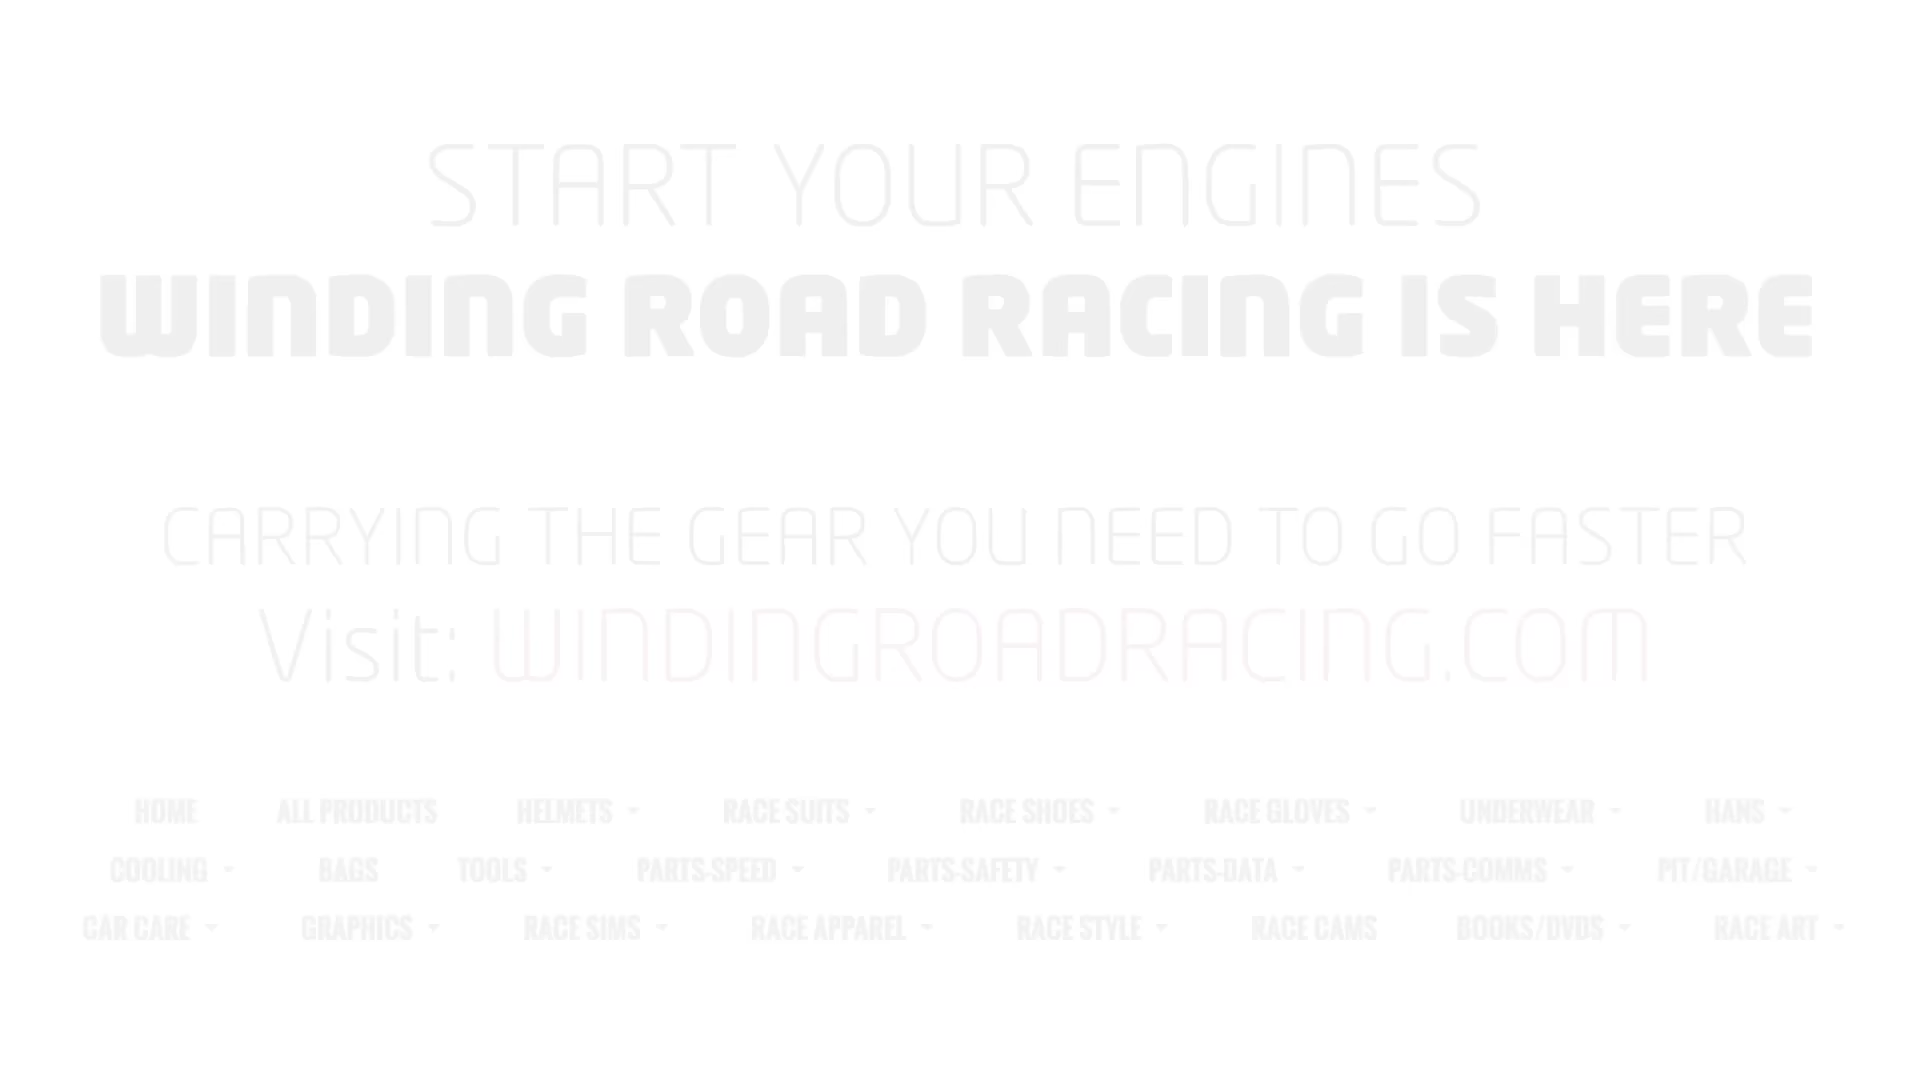 START YOUR ENGINES
WINDING ROAD RACING IS HERE
CARRYING THE GEAR YOU NEED TO GO FASTER
Visit: WINDINGROADRACING.COM
HOME ALL PRODUCTS HELMETS RACE SUITS RACE SHOES RACE GLOVES UNDERWEAR HANS
COOLING BAGS TOOLS PARTS-SPEED PARTS-SAFETY PARTS-DATA PARTS-COMMS PIT/GARAGE
CAR CARE GRAPHICS RACE SIMS RACE APPAREL RACE STYLE RACE CAMS BOOKS/DVDS RACE ART